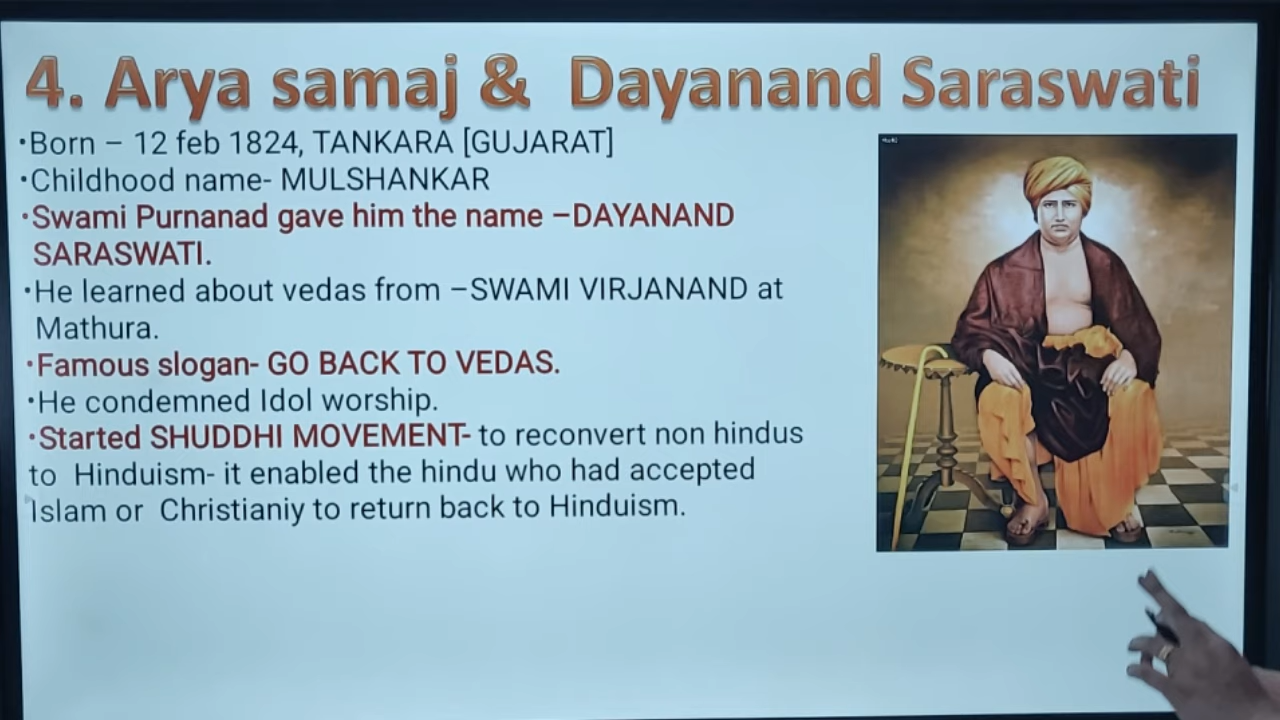 4. Arya samaj & Dayanand Saraswati
•Born – 12 feb 1824, TANKARA [GUJARAT]
•Childhood name- MULSHANKAR
•Swami Purnanad gave him the name –DAYANAND
SARASWATI.
•He learned about vedas from –SWAMI VIRJANAND at
Mathura.
•Famous slogan- GO BACK TO VEDAS.
•He condemned Idol worship.
•Started SHUDDHI MOVEMENT- to reconvert non hindus
to Hinduism- it enabled the hindu who had accepted
Islam or Christianiy to return back to Hinduism.